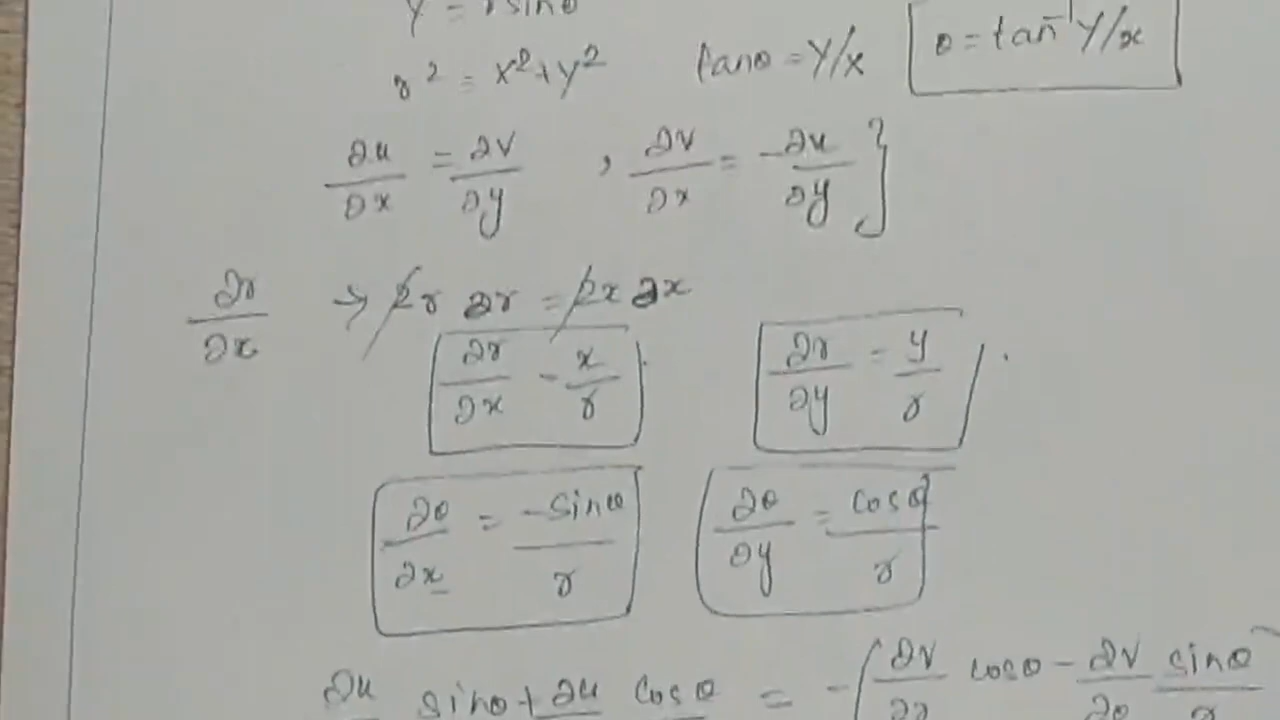 y = r sinθ
r² = x²+y² tanθ = y/x θ = tan⁻¹ y/x
∂u/∂x = ∂v/∂y , ∂v/∂x = -∂u/∂y }
∂r/∂x → 2r ∂r = 2x ∂x
∂r/∂x = x/r ∂r/∂y = y/r
∂θ/∂x = -sinθ/r ∂θ/∂y = cosθ/r
∂u sinθ + ∂u cosθ = -(∂v/∂r cosθ - ∂v/∂θ sinθ/r